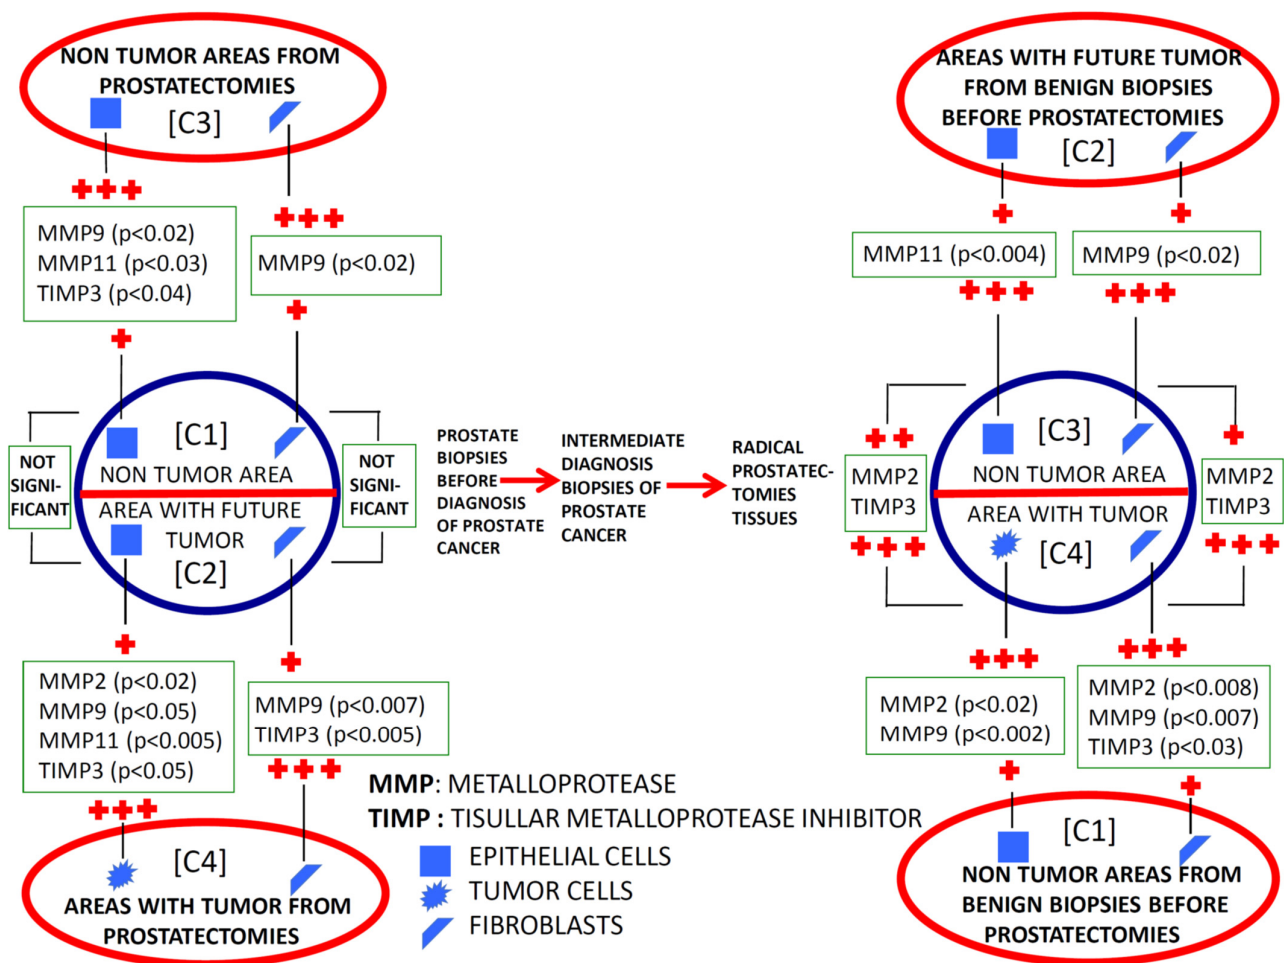 NON TUMOR AREAS FROM
PROSTATECTOMIES
[C3]
MMP9 (p<0.02)
MMP11 (p<0.03)
TIMP3 (p<0.04)
MMP9 (p<0.02)
[C1]
NON TUMOR AREA
AREA WITH FUTURE
TUMOR
[C2]
NOT
SIGNI-
FICANT
NOT
SIGNI-
FICANT
MMP2 (p<0.02)
MMP9 (p<0.05)
MMP11 (p<0.005)
TIMP3 (p<0.05)
MMP9 (p<0.007)
TIMP3 (p<0.005)
[C4]
AREAS WITH TUMOR FROM
PROSTATECTOMIES
PROSTATE
BIOPSIES
BEFORE
DIAGNOSIS
OF PROSTATE
CANCER
INTERMEDIATE
DIAGNOSIS
BIOPSIES OF
PROSTATE
CANCER
RADICAL
PROSTATEC-
TOMIES
TISSUES
MMP: METALLOPROTEASE
TIMP : TISULLAR METALLOPROTEASE INHIBITOR
EPITHELIAL CELLS
TUMOR CELLS
FIBROBLASTS
AREAS WITH FUTURE TUMOR
FROM BENIGN BIOPSIES
BEFORE PROSTATECTOMIES
[C2]
MMP11 (p<0.004)
MMP9 (p<0.02)
[C3]
NON TUMOR AREA
AREA WITH TUMOR
[C4]
MMP2
TIMP3
MMP2
TIMP3
MMP2 (p<0.02)
MMP9 (p<0.002)
MMP2 (p<0.008)
MMP9 (p<0.007)
TIMP3 (p<0.03)
[C1]
NON TUMOR AREAS FROM
BENIGN BIOPSIES BEFORE
PROSTATECTOMIES